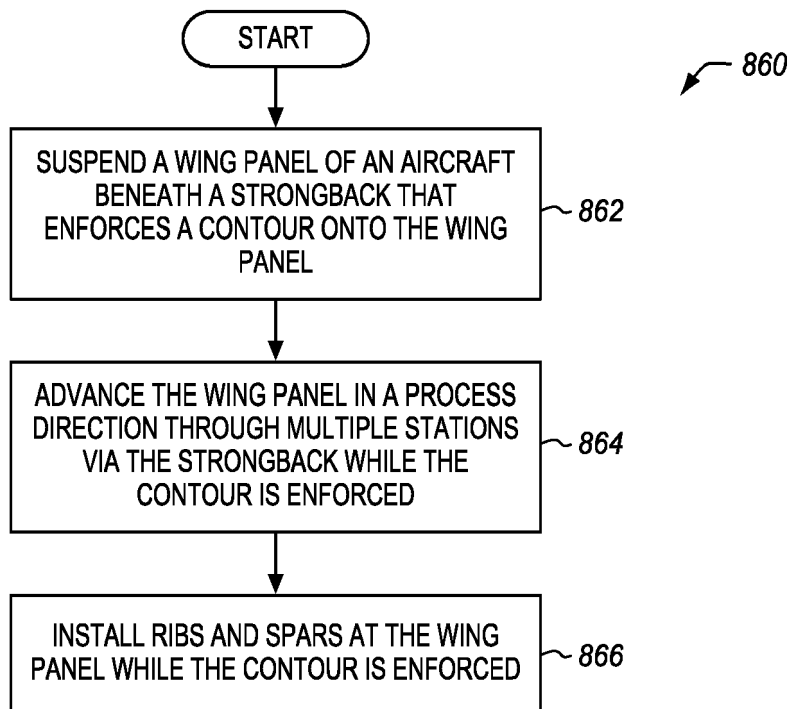 START
860
SUSPEND A WING PANEL OF AN AIRCRAFT
BENEATH A STRONGBACK THAT
ENFORCES A CONTOUR ONTO THE WING
PANEL
862
ADVANCE THE WING PANEL IN A PROCESS
DIRECTION THROUGH MULTIPLE STATIONS
VIA THE STRONGBACK WHILE THE
CONTOUR IS ENFORCED
864
INSTALL RIBS AND SPARS AT THE WING
PANEL WHILE THE CONTOUR IS ENFORCED
866